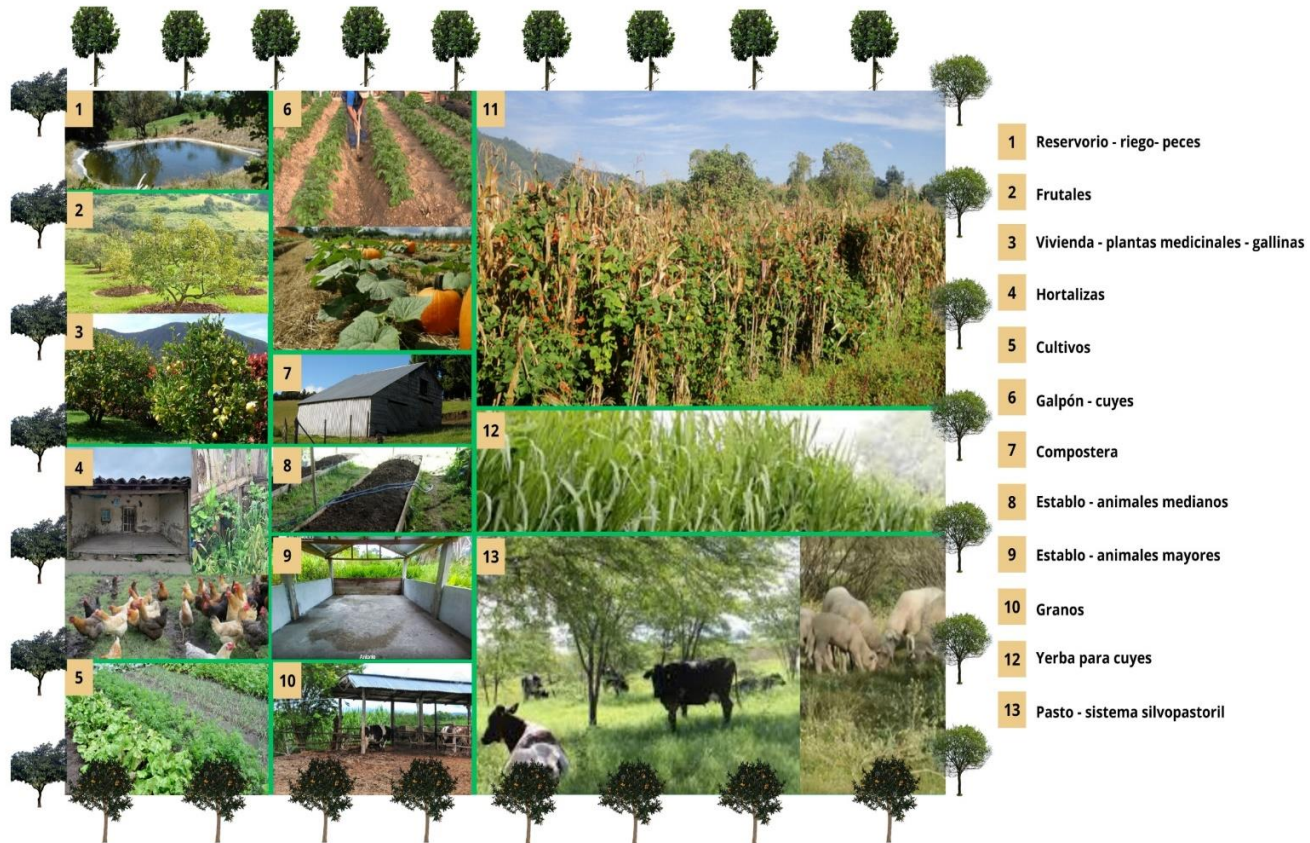 1
6
11
2
3
7
12
4
8
9
13
5
10
1 Reservorio - riego- peces
2 Frutales
3 Vivienda - plantas medicinales - gallinas
4 Hortalizas
5 Cultivos
6 Galpón - cuyes
7 Compostera
8 Establo - animales medianos
9 Establo - animales mayores
10 Granos
12 Yerba para cuyes
13 Pasto - sistema silvopastoril